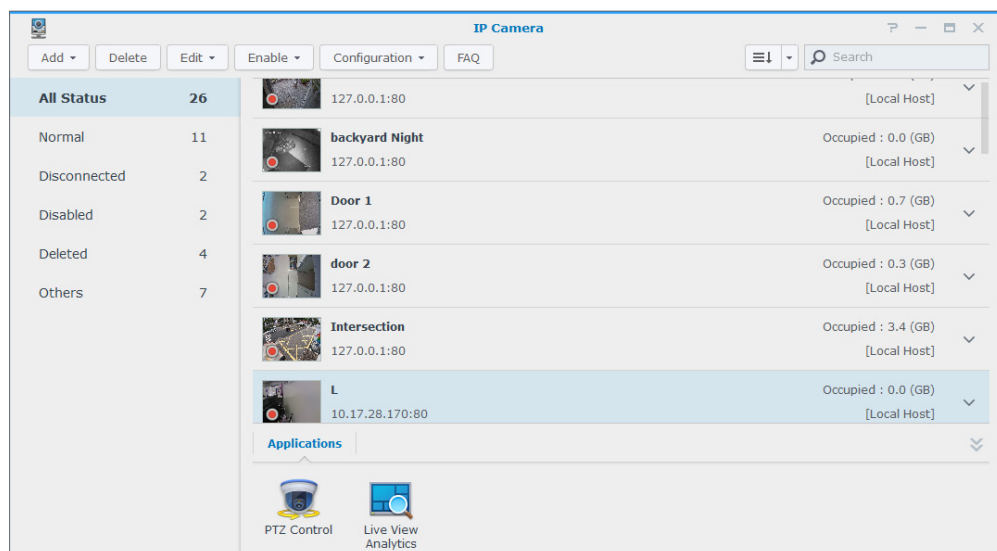 IP Camera
Add Delete Edit Enable Configuration FAQ Search
All Status 26
Normal 11
Disconnected 2
Disabled 2
Deleted 4
Others 7
127.0.0.1:80 [Local Host]
backyard Night Occupied : 0.0 (GB)
127.0.0.1:80 [Local Host]
Door 1 Occupied : 0.7 (GB)
127.0.0.1:80 [Local Host]
door 2 Occupied : 0.3 (GB)
127.0.0.1:80 [Local Host]
Intersection Occupied : 3.4 (GB)
127.0.0.1:80 [Local Host]
L Occupied : 0.0 (GB)
10.17.28.170:80 [Local Host]
Applications
PTZ Control
Live View
Analytics